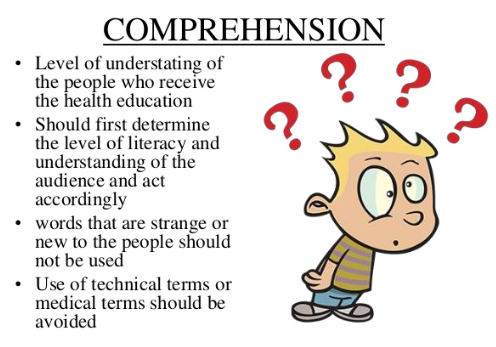 COMPREHENSION
• Level of understating of
the people who receive
the health education
• Should first determine
the level of literacy and
understanding of the
audience and act
accordingly
• words that are strange or
new to the people should
not be used
• Use of technical terms or
medical terms should be
avoided
? ? ? ?